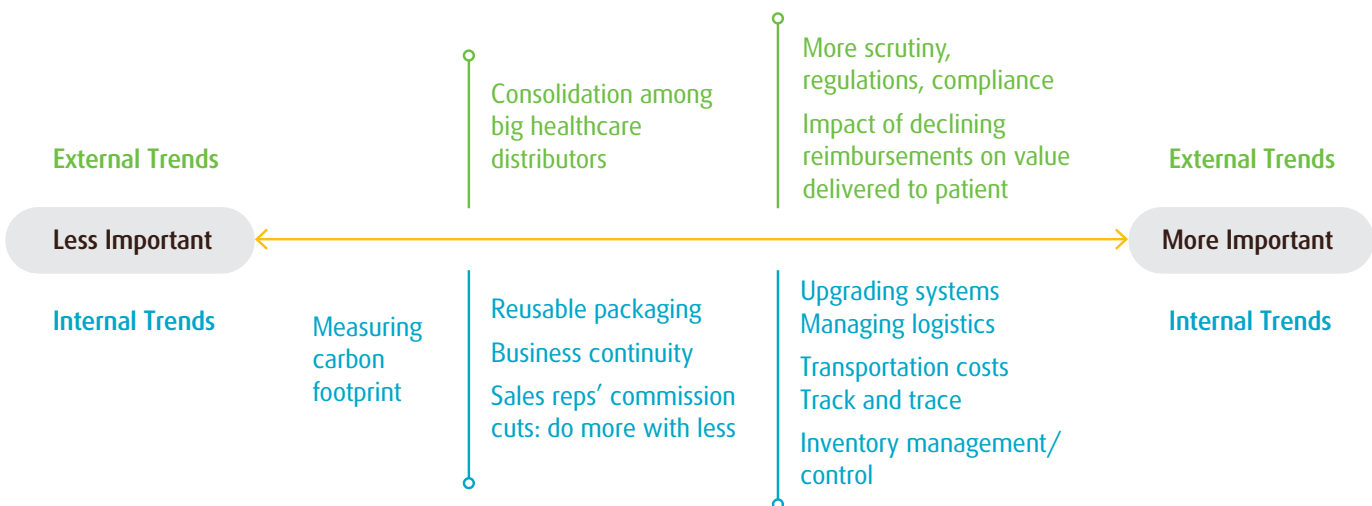 External Trends
Consolidation among
big healthcare
distributors
More scrutiny,
regulations, compliance
Impact of declining
reimbursements on value
delivered to patient
External Trends
Less Important
More Important
Internal Trends
Measuring
carbon
footprint
Reusable packaging
Business continuity
Sales reps’ commission
cuts: do more with less
Upgrading systems
Managing logistics
Transportation costs
Track and trace
Inventory management/
control
Internal Trends